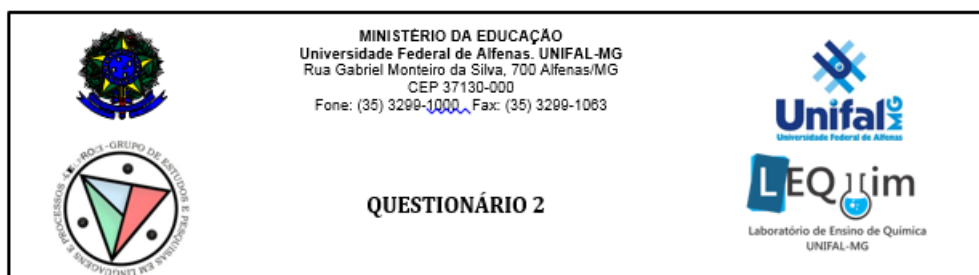 MINISTÉRIO DA EDUCAÇÃO
Universidade Federal de Alfenas. UNIFAL-MG
Rua Gabriel Monteiro da Silva, 700 Alfenas/MG
CEP 37130-000
Fone: (35) 3299-1000 Fax: (35) 3299-1063
Unifal MG
Universidade Federal de Alfenas
GRUPO DE ESTUDOS E PESQUISAS EM LINGUAGENS E PROCESSOS
QUESTIONÁRIO 2
LEQUim
Laboratório de Ensino de Química
UNIFAL-MG